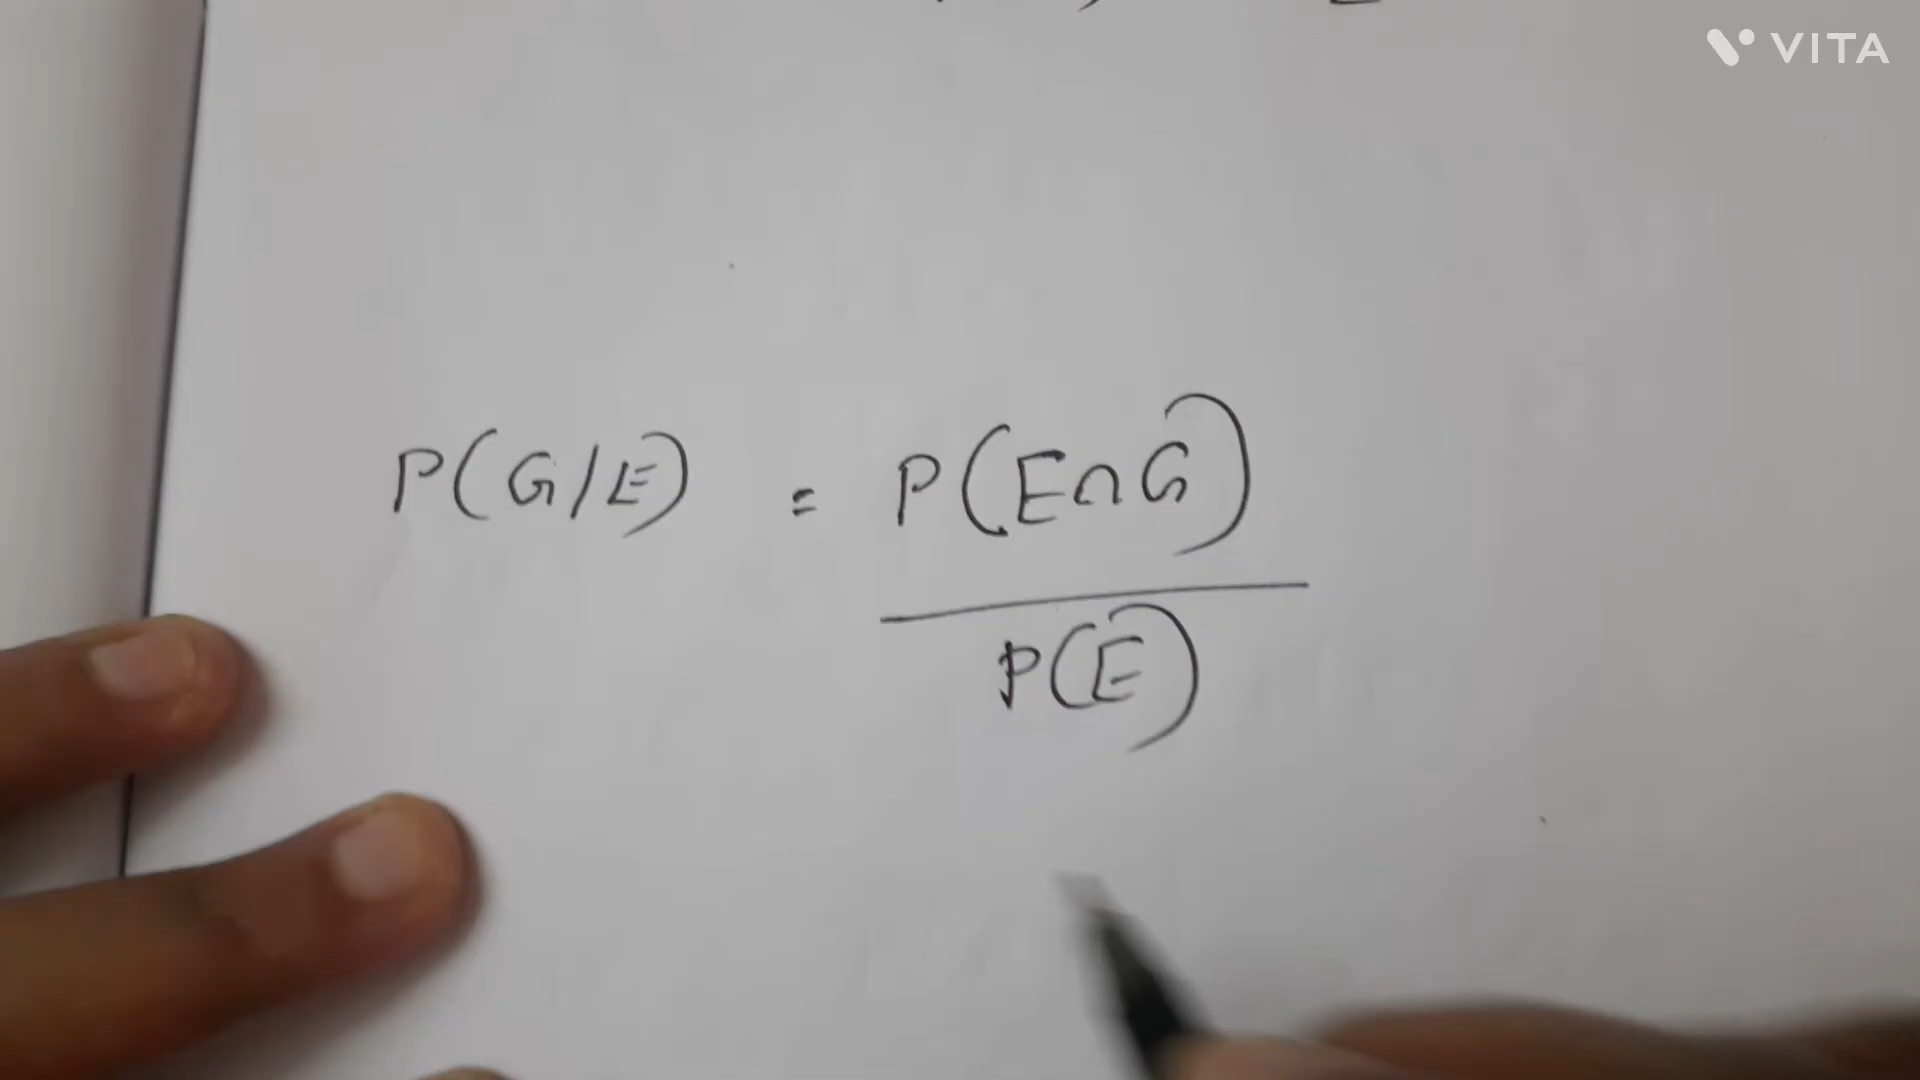 VITA
P(G/E) = P(E∩G)
P(E)